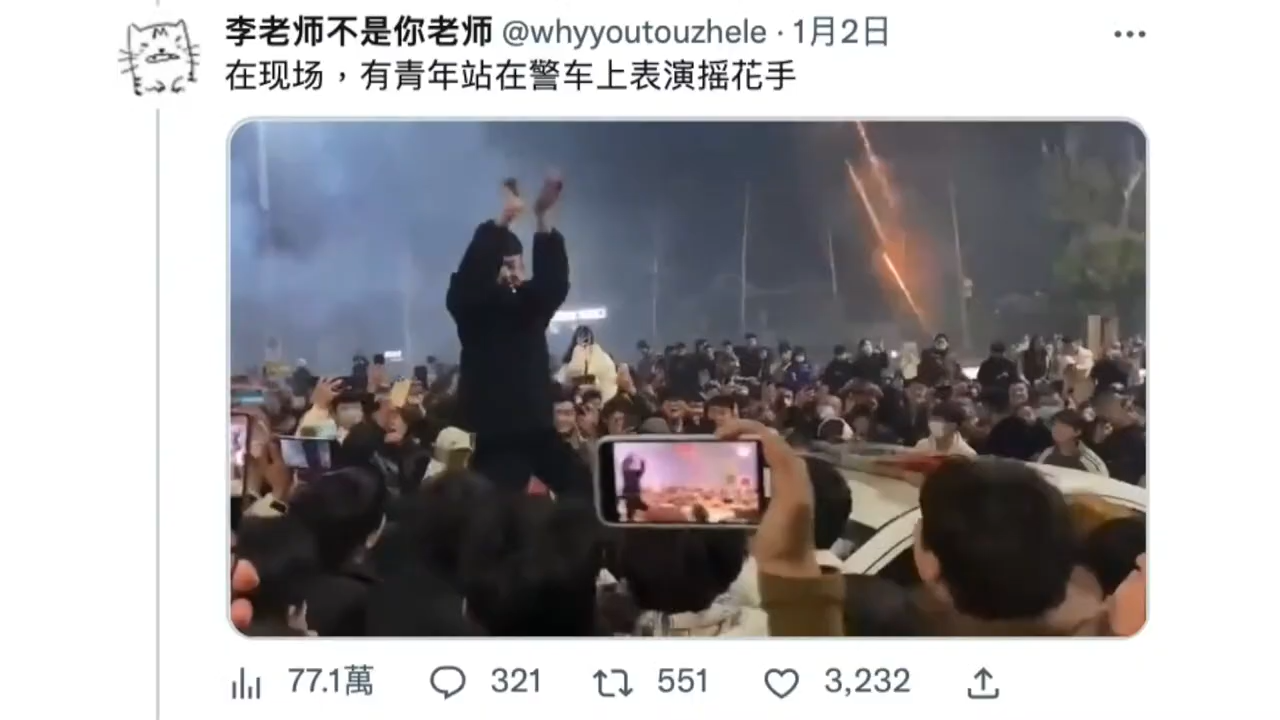 李老师不是你老师 @whyyoutouzhele · 1月2日
在现场，有青年站在警车上表演摇花手
77.1萬 321 551 3,232